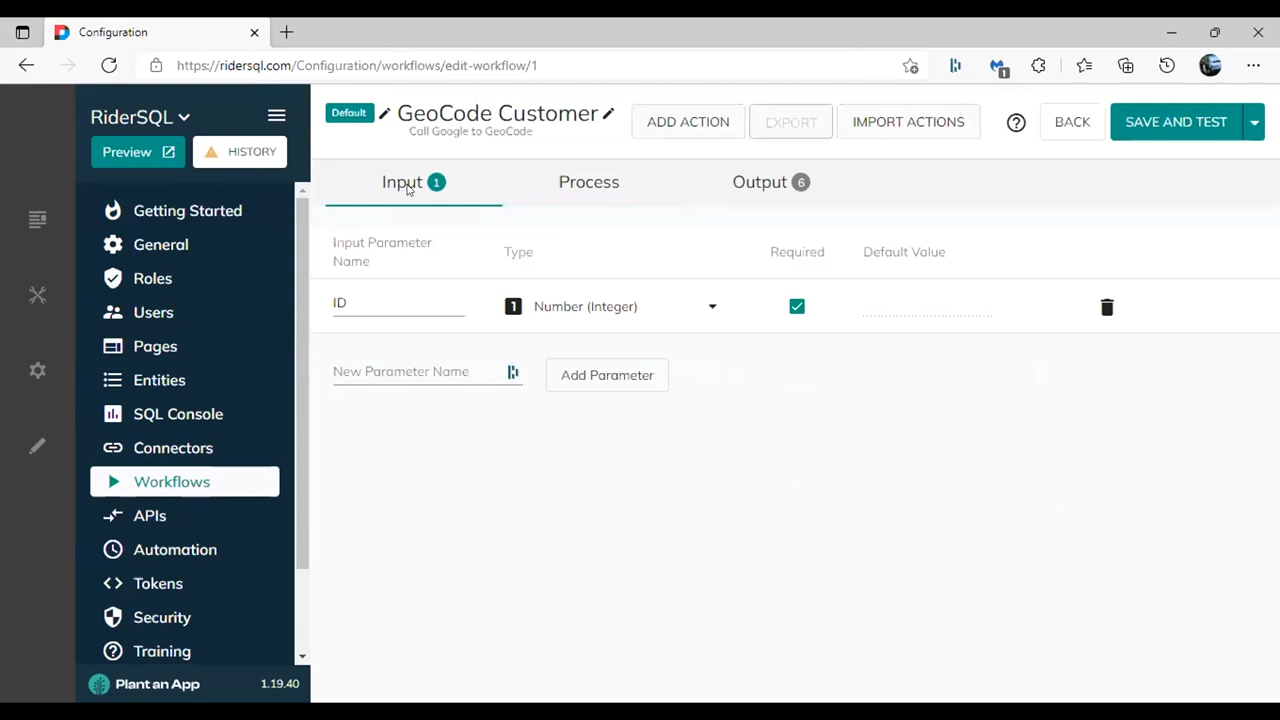 Configuration
https://ridersql.com/Configuration/workflows/edit-workflow/1
1
RiderSQL
Preview
HISTORY
Getting Started
General
Roles
Users
Pages
Entities
SQL Console
Connectors
Workflows
APIs
Automation
Tokens
Security
Training
Plant an App
1.19.40
Default
GeoCode Customer
Call Google to GeoCode
ADD ACTION
EXPORT
IMPORT ACTIONS
BACK
SAVE AND TEST
Input 1
Process
Output 6
Input Parameter
Name
Type
Required
Default Value
ID
1 Number (Integer)
New Parameter Name
Add Parameter